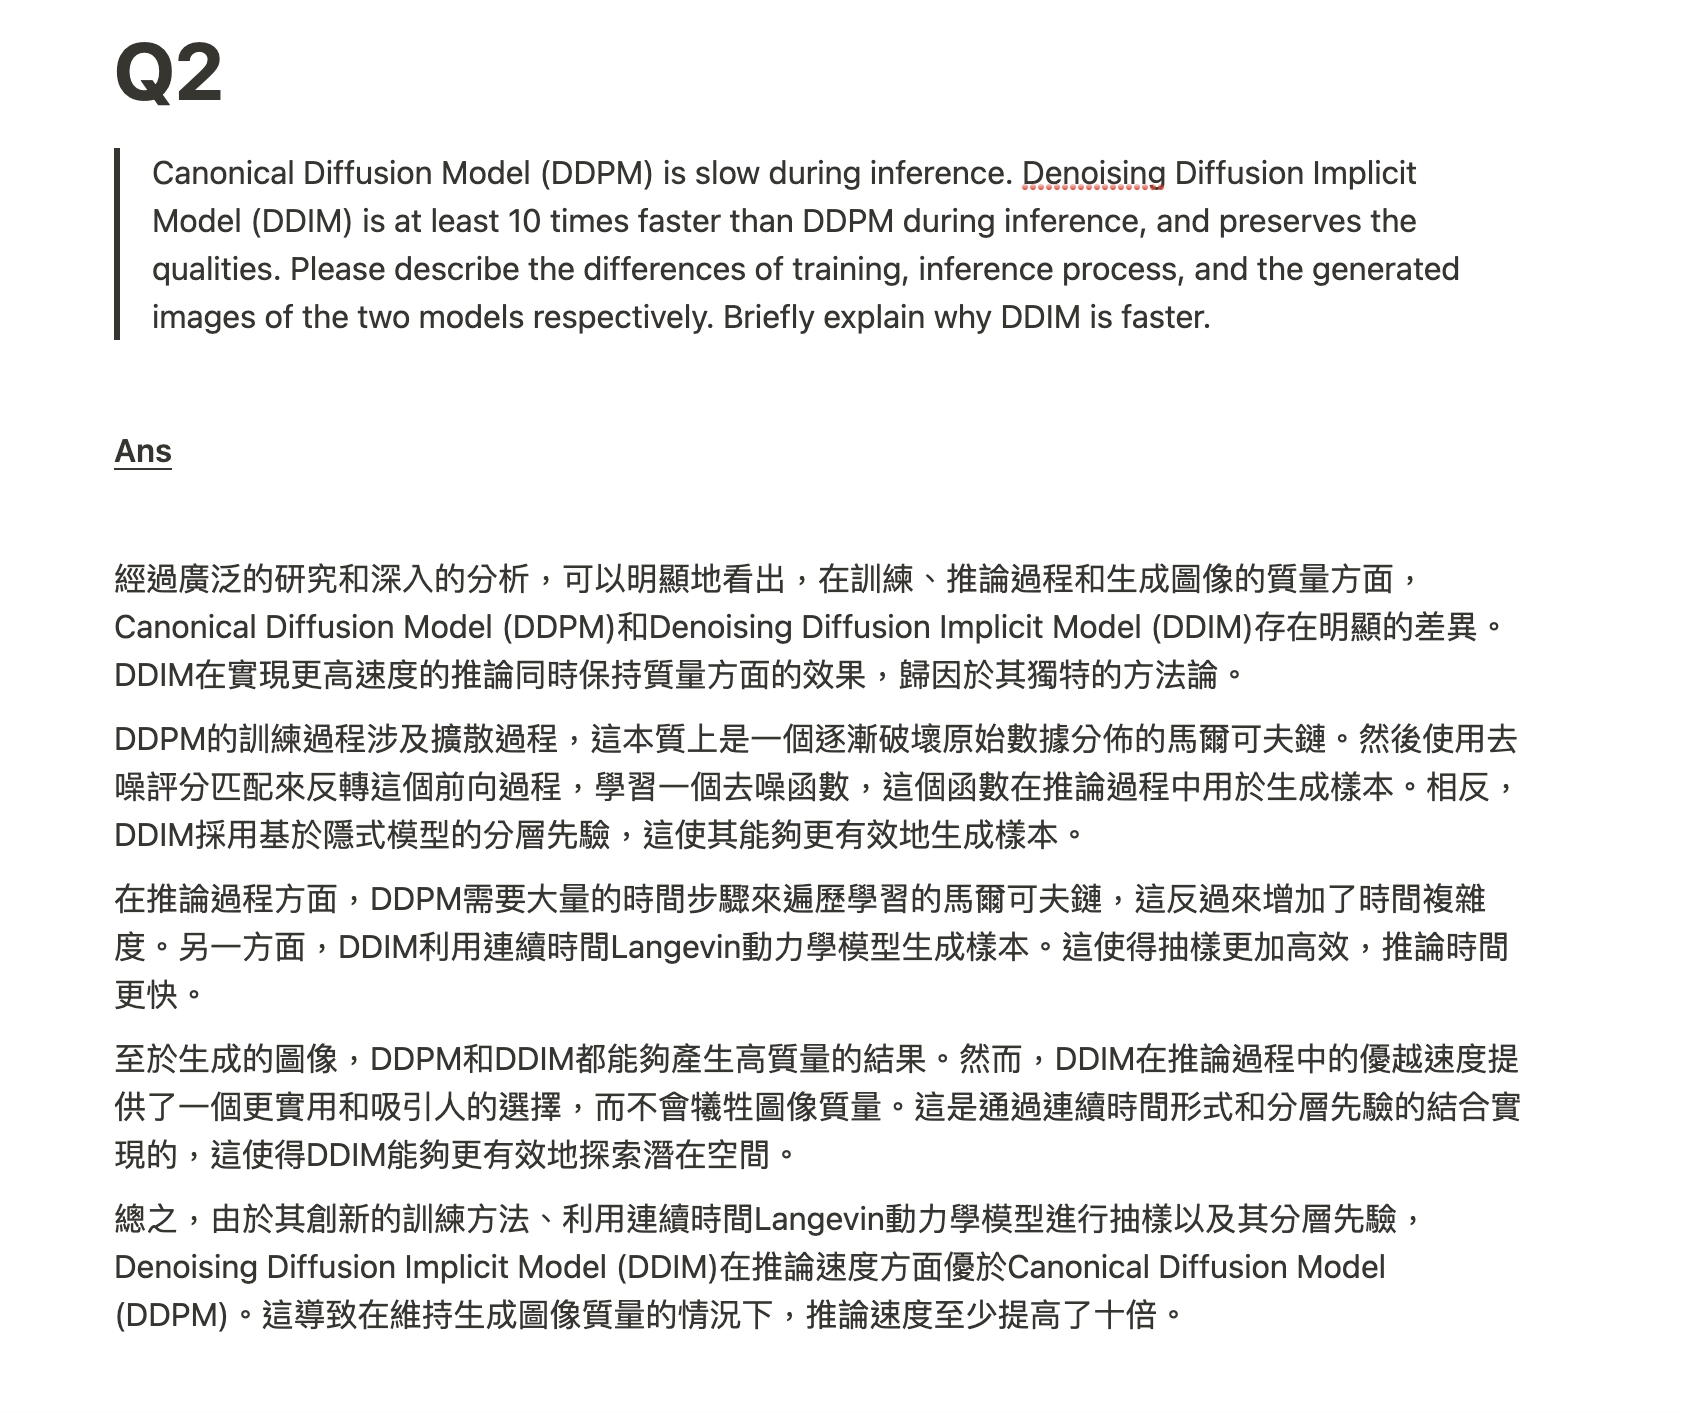 Q2
Canonical Diffusion Model (DDPM) is slow during inference. Denoising Diffusion Implicit
Model (DDIM) is at least 10 times faster than DDPM during inference, and preserves the
qualities. Please describe the differences of training, inference process, and the generated
images of the two models respectively. Briefly explain why DDIM is faster.
Ans
經過廣泛的研究和深入的分析，可以明顯地看出，在訓練、推論過程和生成圖像的質量方面，
Canonical Diffusion Model (DDPM)和Denoising Diffusion Implicit Model (DDIM)存在明顯的差異。
DDIM在實現更高速度的推論同時保持質量方面的效果，歸因於其獨特的方法論。
DDPM的訓練過程涉及擴散過程，這本質上是一個逐漸破壞原始數據分佈的馬爾可夫鏈。然後使用去
噪評分匹配來反轉這個前向過程，學習一個去噪函數，這個函數在推論過程中用於生成樣本。相反，
DDIM採用基於隱式模型的分層先驗，這使其能夠更有效地生成樣本。
在推論過程方面，DDPM需要大量的時間步驟來遍歷學習的馬爾可夫鏈，這反過來增加了時間複雜
度。另一方面，DDIM利用連續時間Langevin動力學模型生成樣本。這使得抽樣更加高效，推論時間
更快。
至於生成的圖像，DDPM和DDIM都能夠產生高質量的結果。然而，DDIM在推論過程中的優越速度提
供了一個更實用和吸引人的選擇，而不會犧牲圖像質量。這是通過連續時間形式和分層先驗的結合實
現的，這使得DDIM能夠更有效地探索潛在空間。
總之，由於其創新的訓練方法、利用連續時間Langevin動力學模型進行抽樣以及其分層先驗，
Denoising Diffusion Implicit Model (DDIM)在推論速度方面優於Canonical Diffusion Model
(DDPM)。這導致在維持生成圖像質量的情況下，推論速度至少提高了十倍。